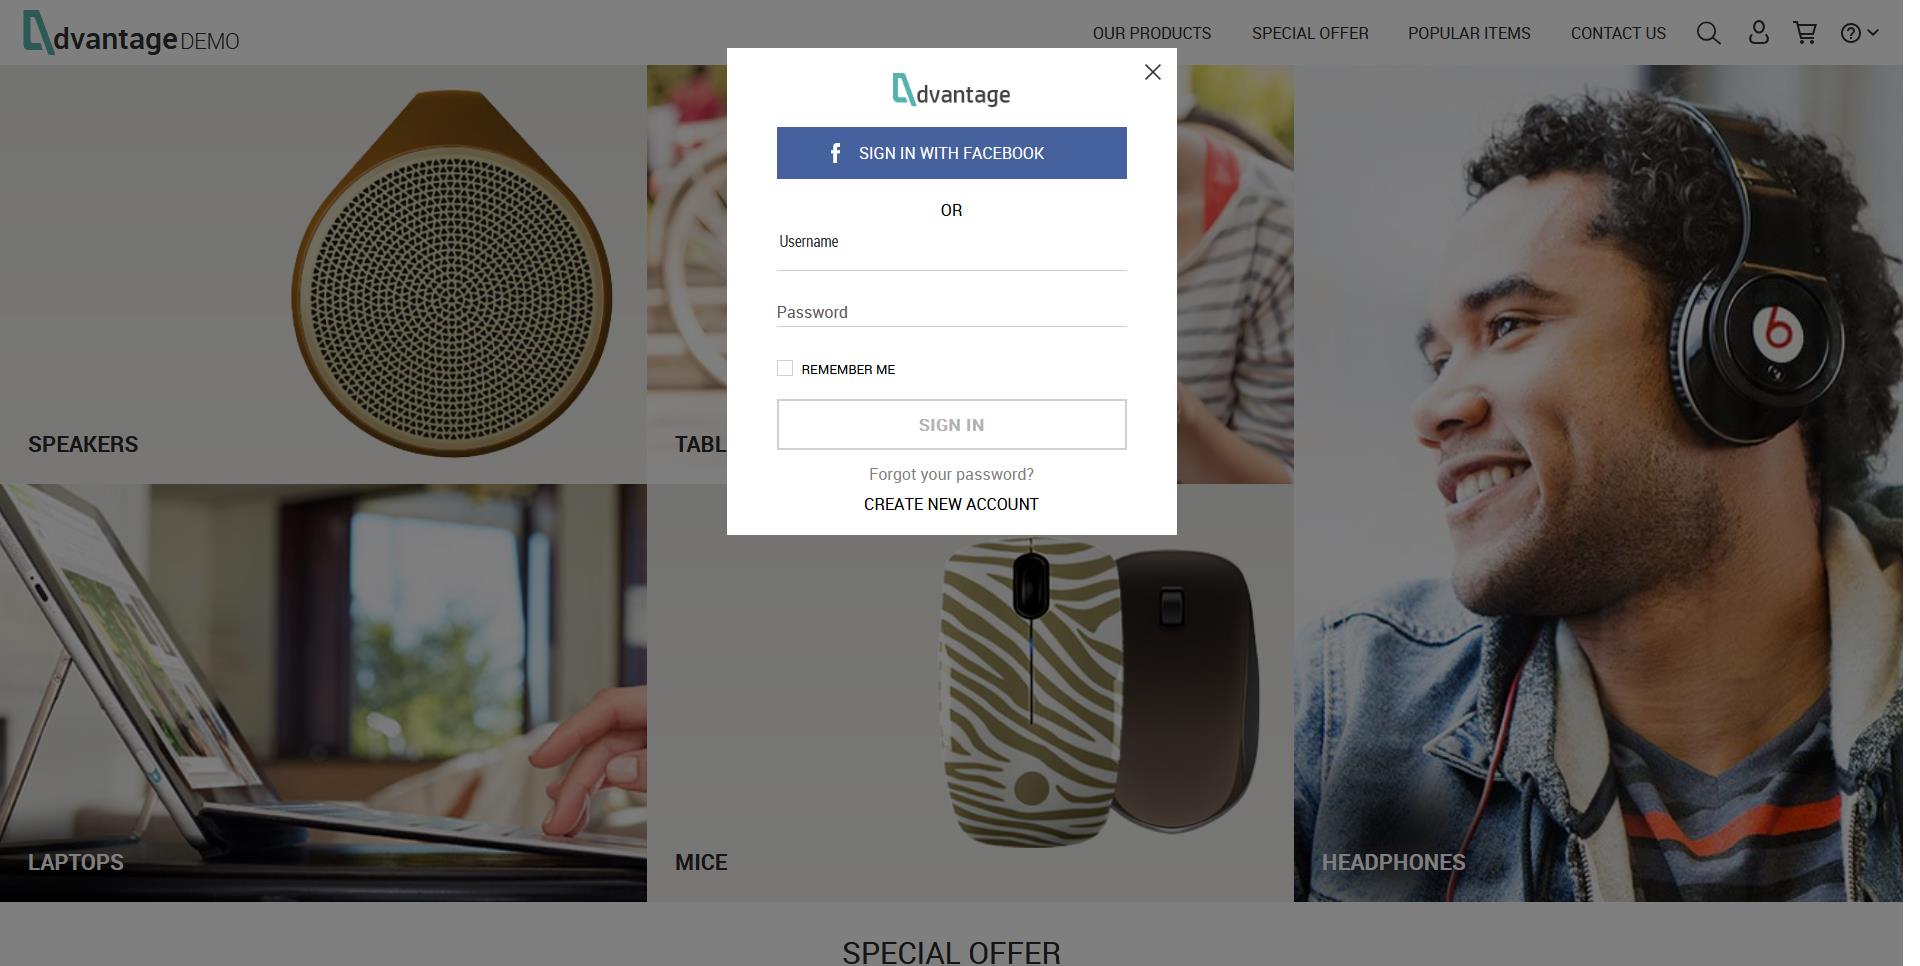 dvantage DEMO
OUR PRODUCTS
SPECIAL OFFER
POPULAR ITEMS
CONTACT US
dvantage
SIGN IN WITH FACEBOOK
OR
Username
Password
REMEMBER ME
SIGN IN
Forgot your password?
CREATE NEW ACCOUNT
SPEAKERS
TABL
LAPTOPS
MICE
HEADPHONES
SPECIAL OFFER